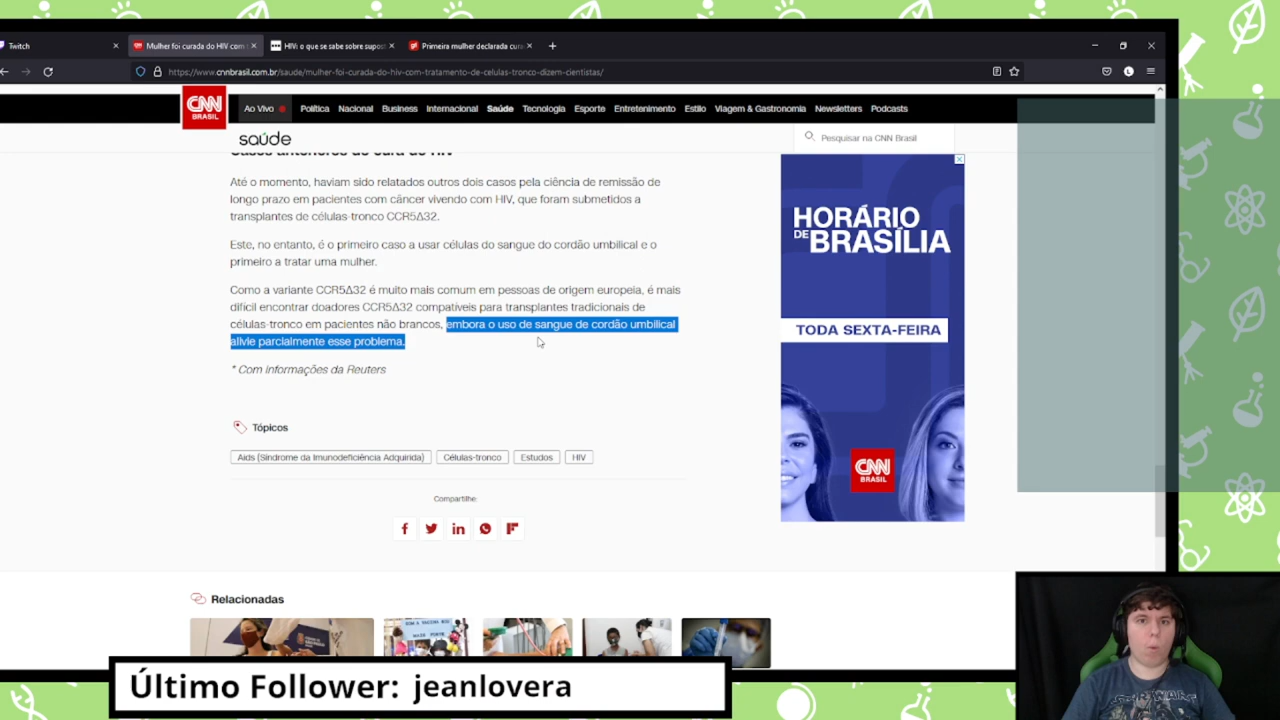 Twitch
Mulher foi curada do HIV com
HIV: o que se sabe sobre supost
Primeira mulher declarada cura
https://www.cnnbrasil.com.br/saude/mulher-foi-curada-do-hiv-com-tratamento-de-celulas-tronco-dizem-cientistas/
CNN
BRASIL
Ao Vivo
Política
Nacional
Business
Internacional
Saúde
Tecnologia
Esporte
Entretenimento
Estilo
Viagem & Gastronomia
Newsletters
Podcasts
saúde
Pesquisar na CNN Brasil
Casos anteriores de cura do HIV
Até o momento, haviam sido relatados outros dois casos pela ciência de remissão de
longo prazo em pacientes com câncer vivendo com HIV, que foram submetidos a
transplantes de células-tronco CCR5Δ32.
Este, no entanto, é o primeiro caso a usar células do sangue do cordão umbilical e o
primeiro a tratar uma mulher.
Como a variante CCR5Δ32 é muito mais comum em pessoas de origem europeia, é mais
difícil encontrar doadores CCR5Δ32 compatíveis para transplantes tradicionais de
células-tronco em pacientes não brancos, embora o uso de sangue de cordão umbilical
alivie parcialmente esse problema.
* Com informações da Reuters
Tópicos
Aids (Síndrome da Imunodeficiência Adquirida)
Células-tronco
Estudos
HIV
Compartilhe:
Relacionadas
HORÁRIO
DE BRASÍLIA
TODA SEXTA-FEIRA
CNN
BRASIL
Último Follower: jeanlovera